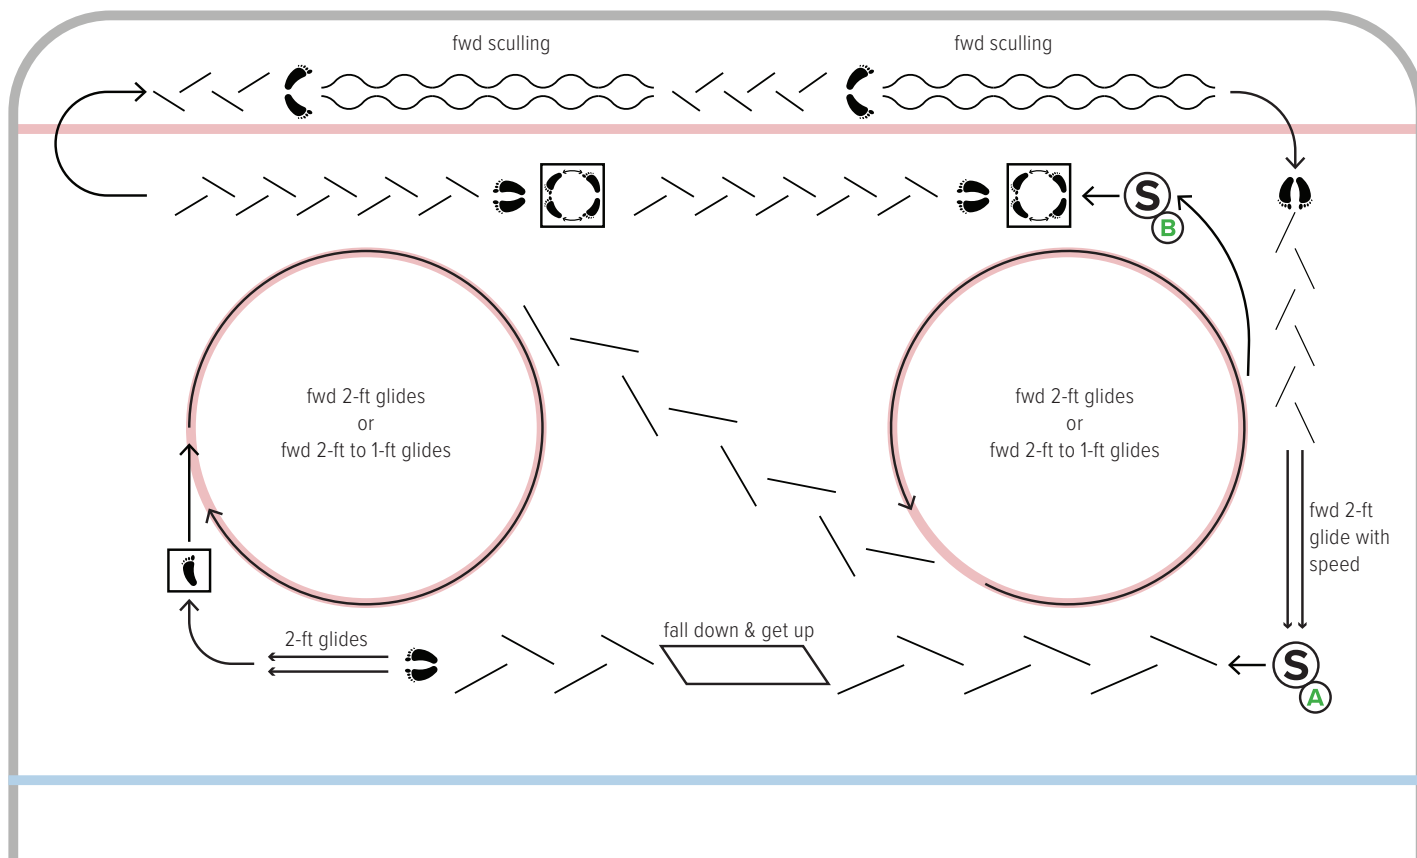 fwd sculling
fwd sculling
S
B
fwd 2-ft glides
or
fwd 2-ft to 1-ft glides
fwd 2-ft glides
or
fwd 2-ft to 1-ft glides
fwd 2-ft
glide with
speed
2-ft glides
fall down & get up
S
A